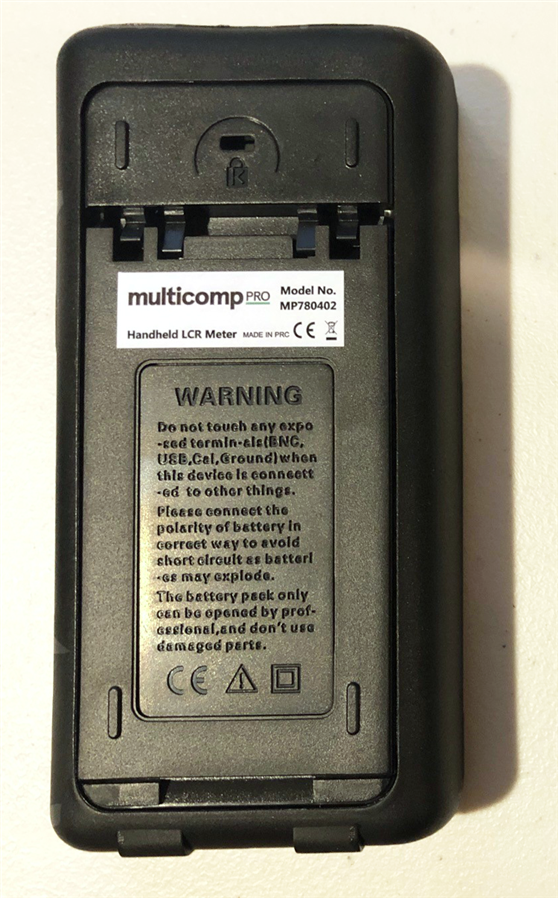 multicomp PRO Model No.
MP780402
Handheld LCR Meter MADE IN PRC CE
WARNING
Do not touch any expo
-sed termin-als(BNC,
USB,Cal,Ground)when
this device is connectt
-ed to other things.
Please connect the
polarity of battery in
correct way to avoid
short circuit as batteri
-es may explode.
The battery pack only
can be opened by prof-
essional,and don't use
damaged parts.
CE